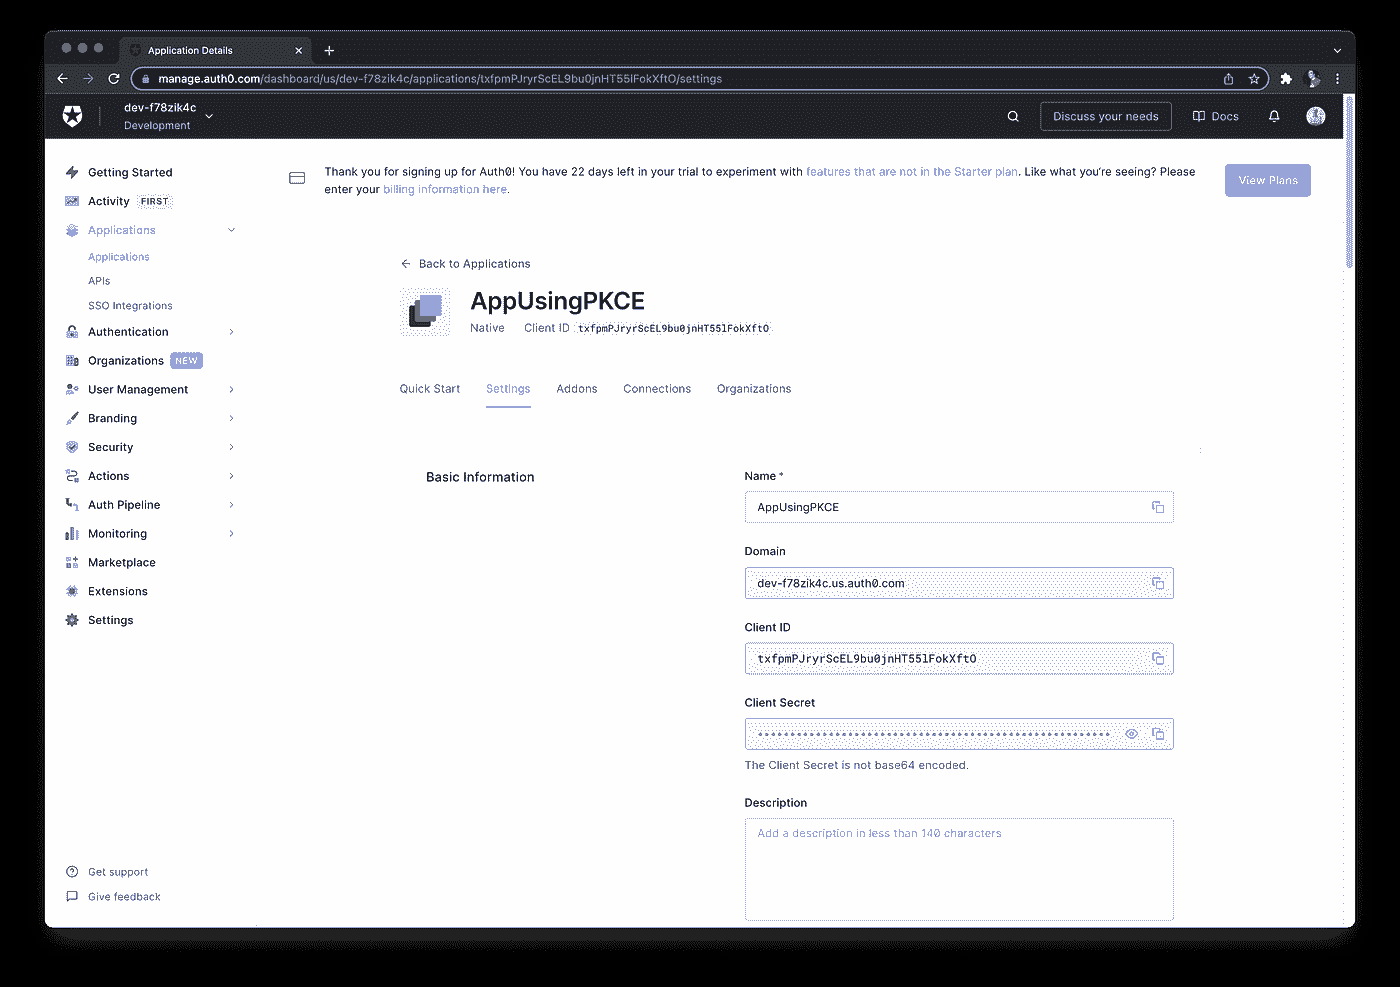 Application Details
manage.auth0.com/dashboard/us/dev-f78zik4c/applications/txfpmPJryrScEL9bu0jnHT55lFokXftO/settings
dev-f78zik4c
Development
Discuss your needs
Docs
Getting Started
Activity FIRST
Applications
Applications
APIs
SSO Integrations
Authentication
Organizations NEW
User Management
Branding
Security
Actions
Auth Pipeline
Monitoring
Marketplace
Extensions
Settings
Get support
Give feedback
Thank you for signing up for Auth0! You have 22 days left in your trial to experiment with features that are not in the Starter plan. Like what you're seeing? Please
enter your billing information here.
View Plans
Back to Applications
AppUsingPKCE
Native Client ID txfpmPJryrScEL9bu0jnHT55lFokXftO
Quick Start Settings Addons Connections Organizations
Basic Information
Name *
AppUsingPKCE
Domain
dev-f78zik4c.us.auth0.com
Client ID
txfpmPJryrScEL9bu0jnHT55lFokXftO
Client Secret
The Client Secret is not base64 encoded.
Description
Add a description in less than 140 characters